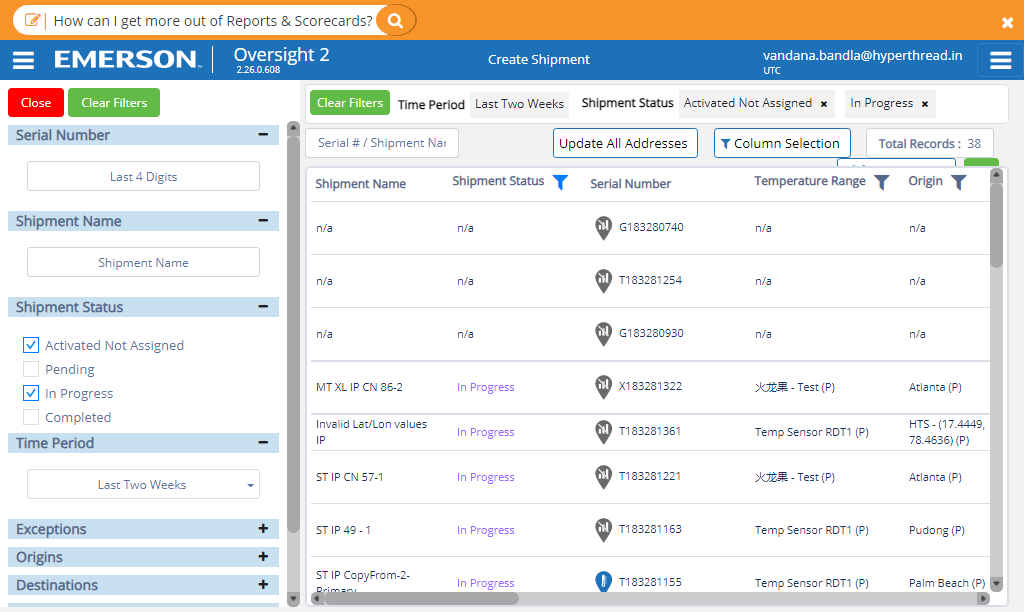 How can I get more out of Reports & Scorecards?
EMERSON
Oversight 2
2.26.0.608
Create Shipment
vandana.bandla@hyperthread.in
UTC
Close
Clear Filters
Serial Number
Last 4 Digits
Shipment Name
Shipment Name
Shipment Status
Activated Not Assigned
Pending
In Progress
Completed
Time Period
Last Two Weeks
Exceptions
Origins
Destinations
Clear Filters
Time Period
Last Two Weeks
Shipment Status
Activated Not Assigned ×
In Progress ×
Serial # / Shipment Nar
Update All Addresses
Column Selection
Total Records : 38
Shipment Name Shipment Status Serial Number Temperature Range Origin
n/a n/a G183280740 n/a n/a
n/a n/a T183281254 n/a n/a
n/a n/a G183280930 n/a n/a
MT XL IP CN 86-2 In Progress X183281322 火龙果 - Test (P) Atlanta (P)
Invalid Lat/Lon values
IP
In Progress T183281361 Temp Sensor RDT1 (P)
HTS - (17.4449,
78.4636) (P)
ST IP CN 57-1 In Progress T183281221 火龙果 - Test (P) Atlanta (P)
ST IP 49 - 1 In Progress T183281163 Temp Sensor RDT1 (P) Pudong (P)
ST IP CopyFrom-2-
Primary
In Progress T183281155 Temp Sensor RDT1 (P) Palm Beach (P)